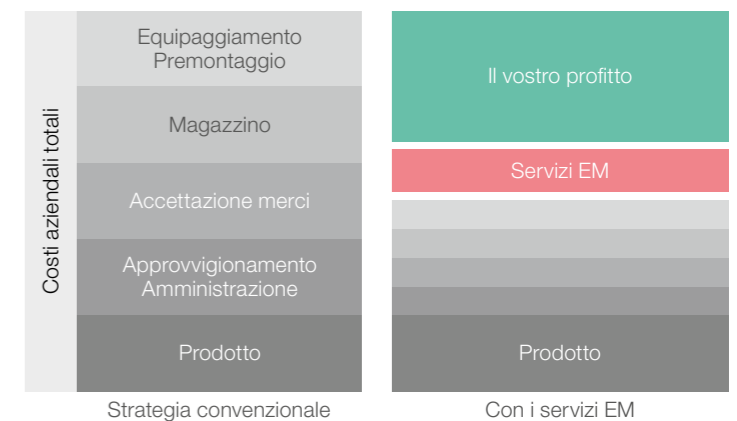 Costi aziendali totali
Equipaggiamento
Premontaggio
Magazzino
Accettazione merci
Approvvigionamento
Amministrazione
Prodotto
Strategia convenzionale
Il vostro profitto
Servizi EM
Prodotto
Con i servizi EM